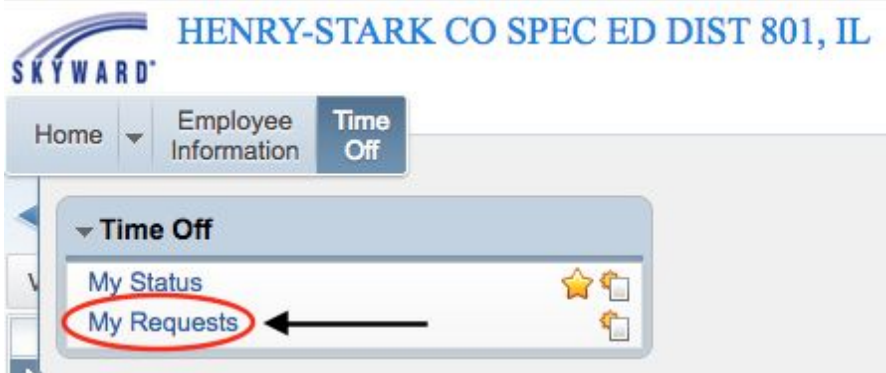 HENRY-STARK CO SPEC ED DIST 801, IL
SKYWARD®
Home
Employee
Information
Time
Off
Time Off
My Status
My Requests